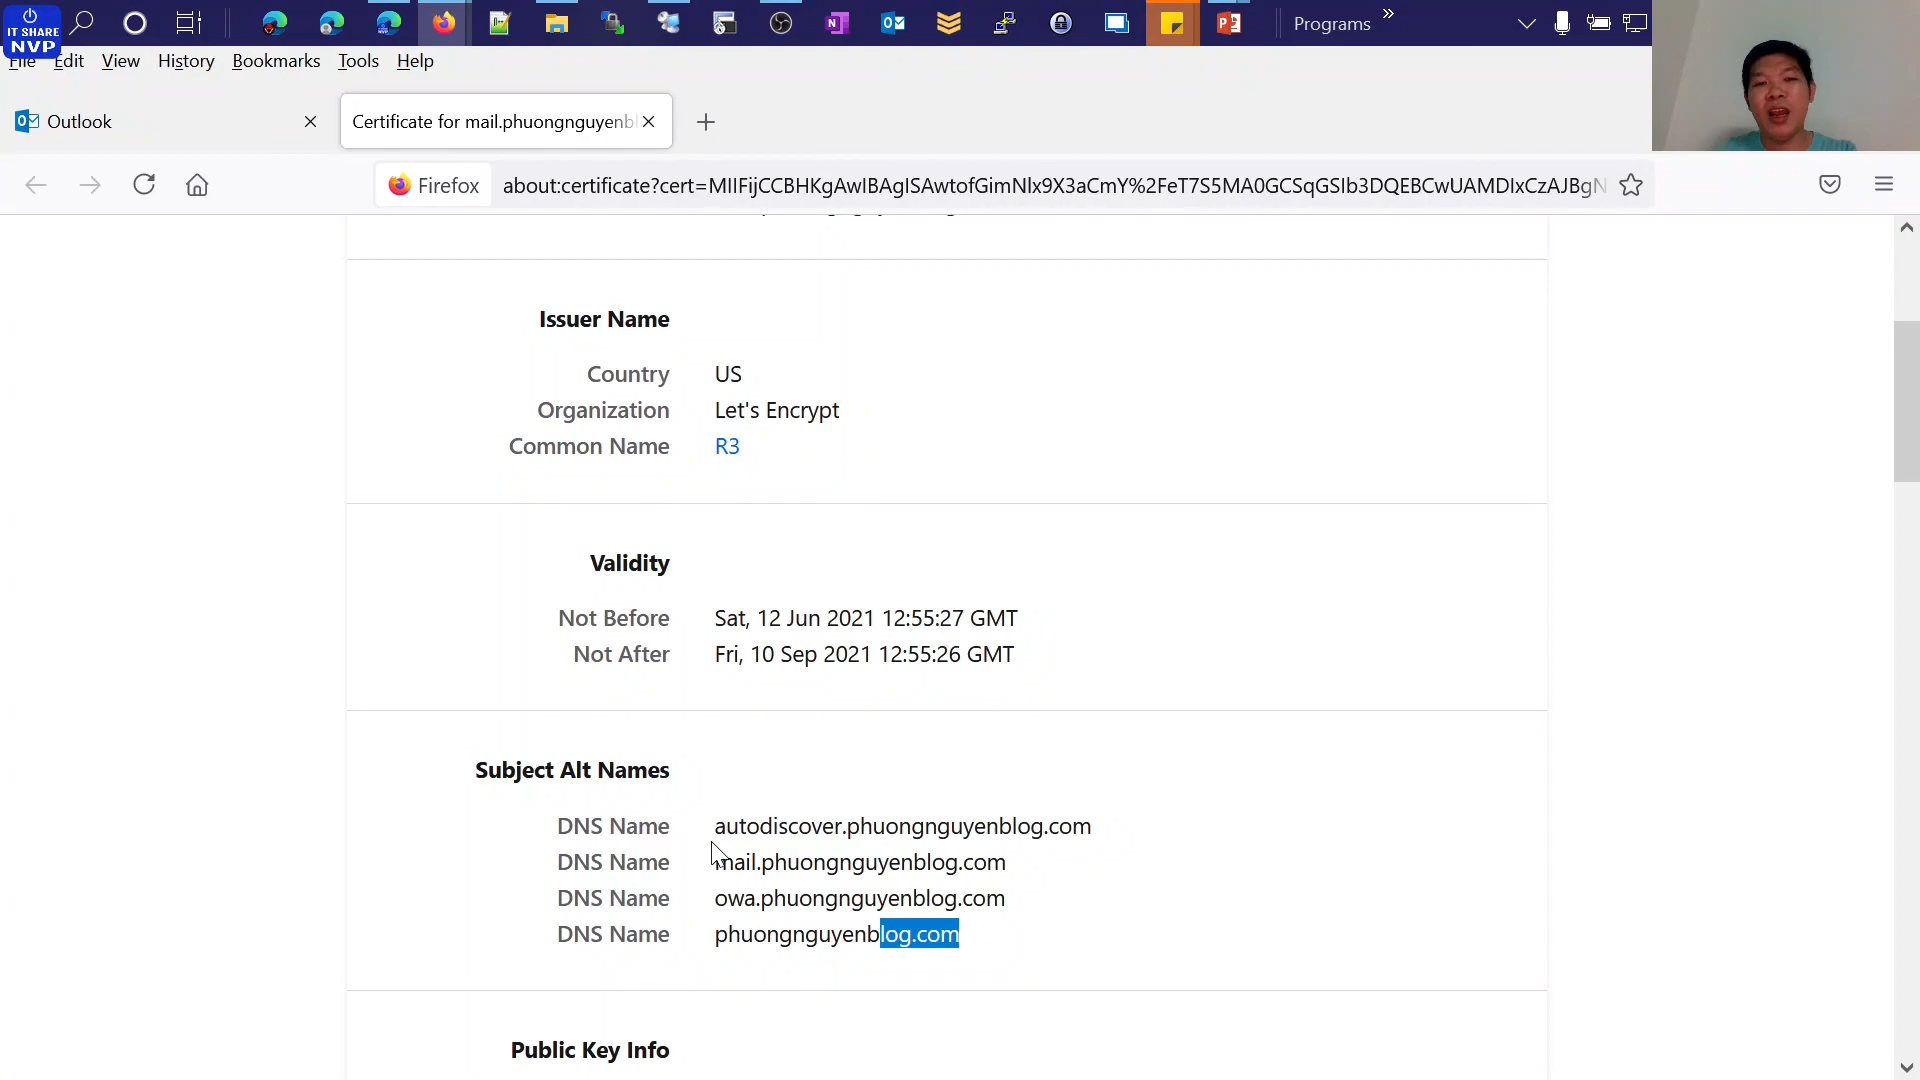 IT SHARE
NVP
Programs
File Edit View History Bookmarks Tools Help
Outlook
Certificate for mail.phuongnguyenbl
Firefox about:certificate?cert=MIIFijCCBHKgAwIBAgISAwtofGimNlx9X3aCmY%2FeT7S5MA0GCSqGSIb3DQEBCwUAMDIxCzAJBgN
Issuer Name
Country US
Organization Let's Encrypt
Common Name R3
Validity
Not Before Sat, 12 Jun 2021 12:55:27 GMT
Not After Fri, 10 Sep 2021 12:55:26 GMT
Subject Alt Names
DNS Name autodiscover.phuongnguyenblog.com
DNS Name mail.phuongnguyenblog.com
DNS Name owa.phuongnguyenblog.com
DNS Name phuongnguyenblog.com
Public Key Info